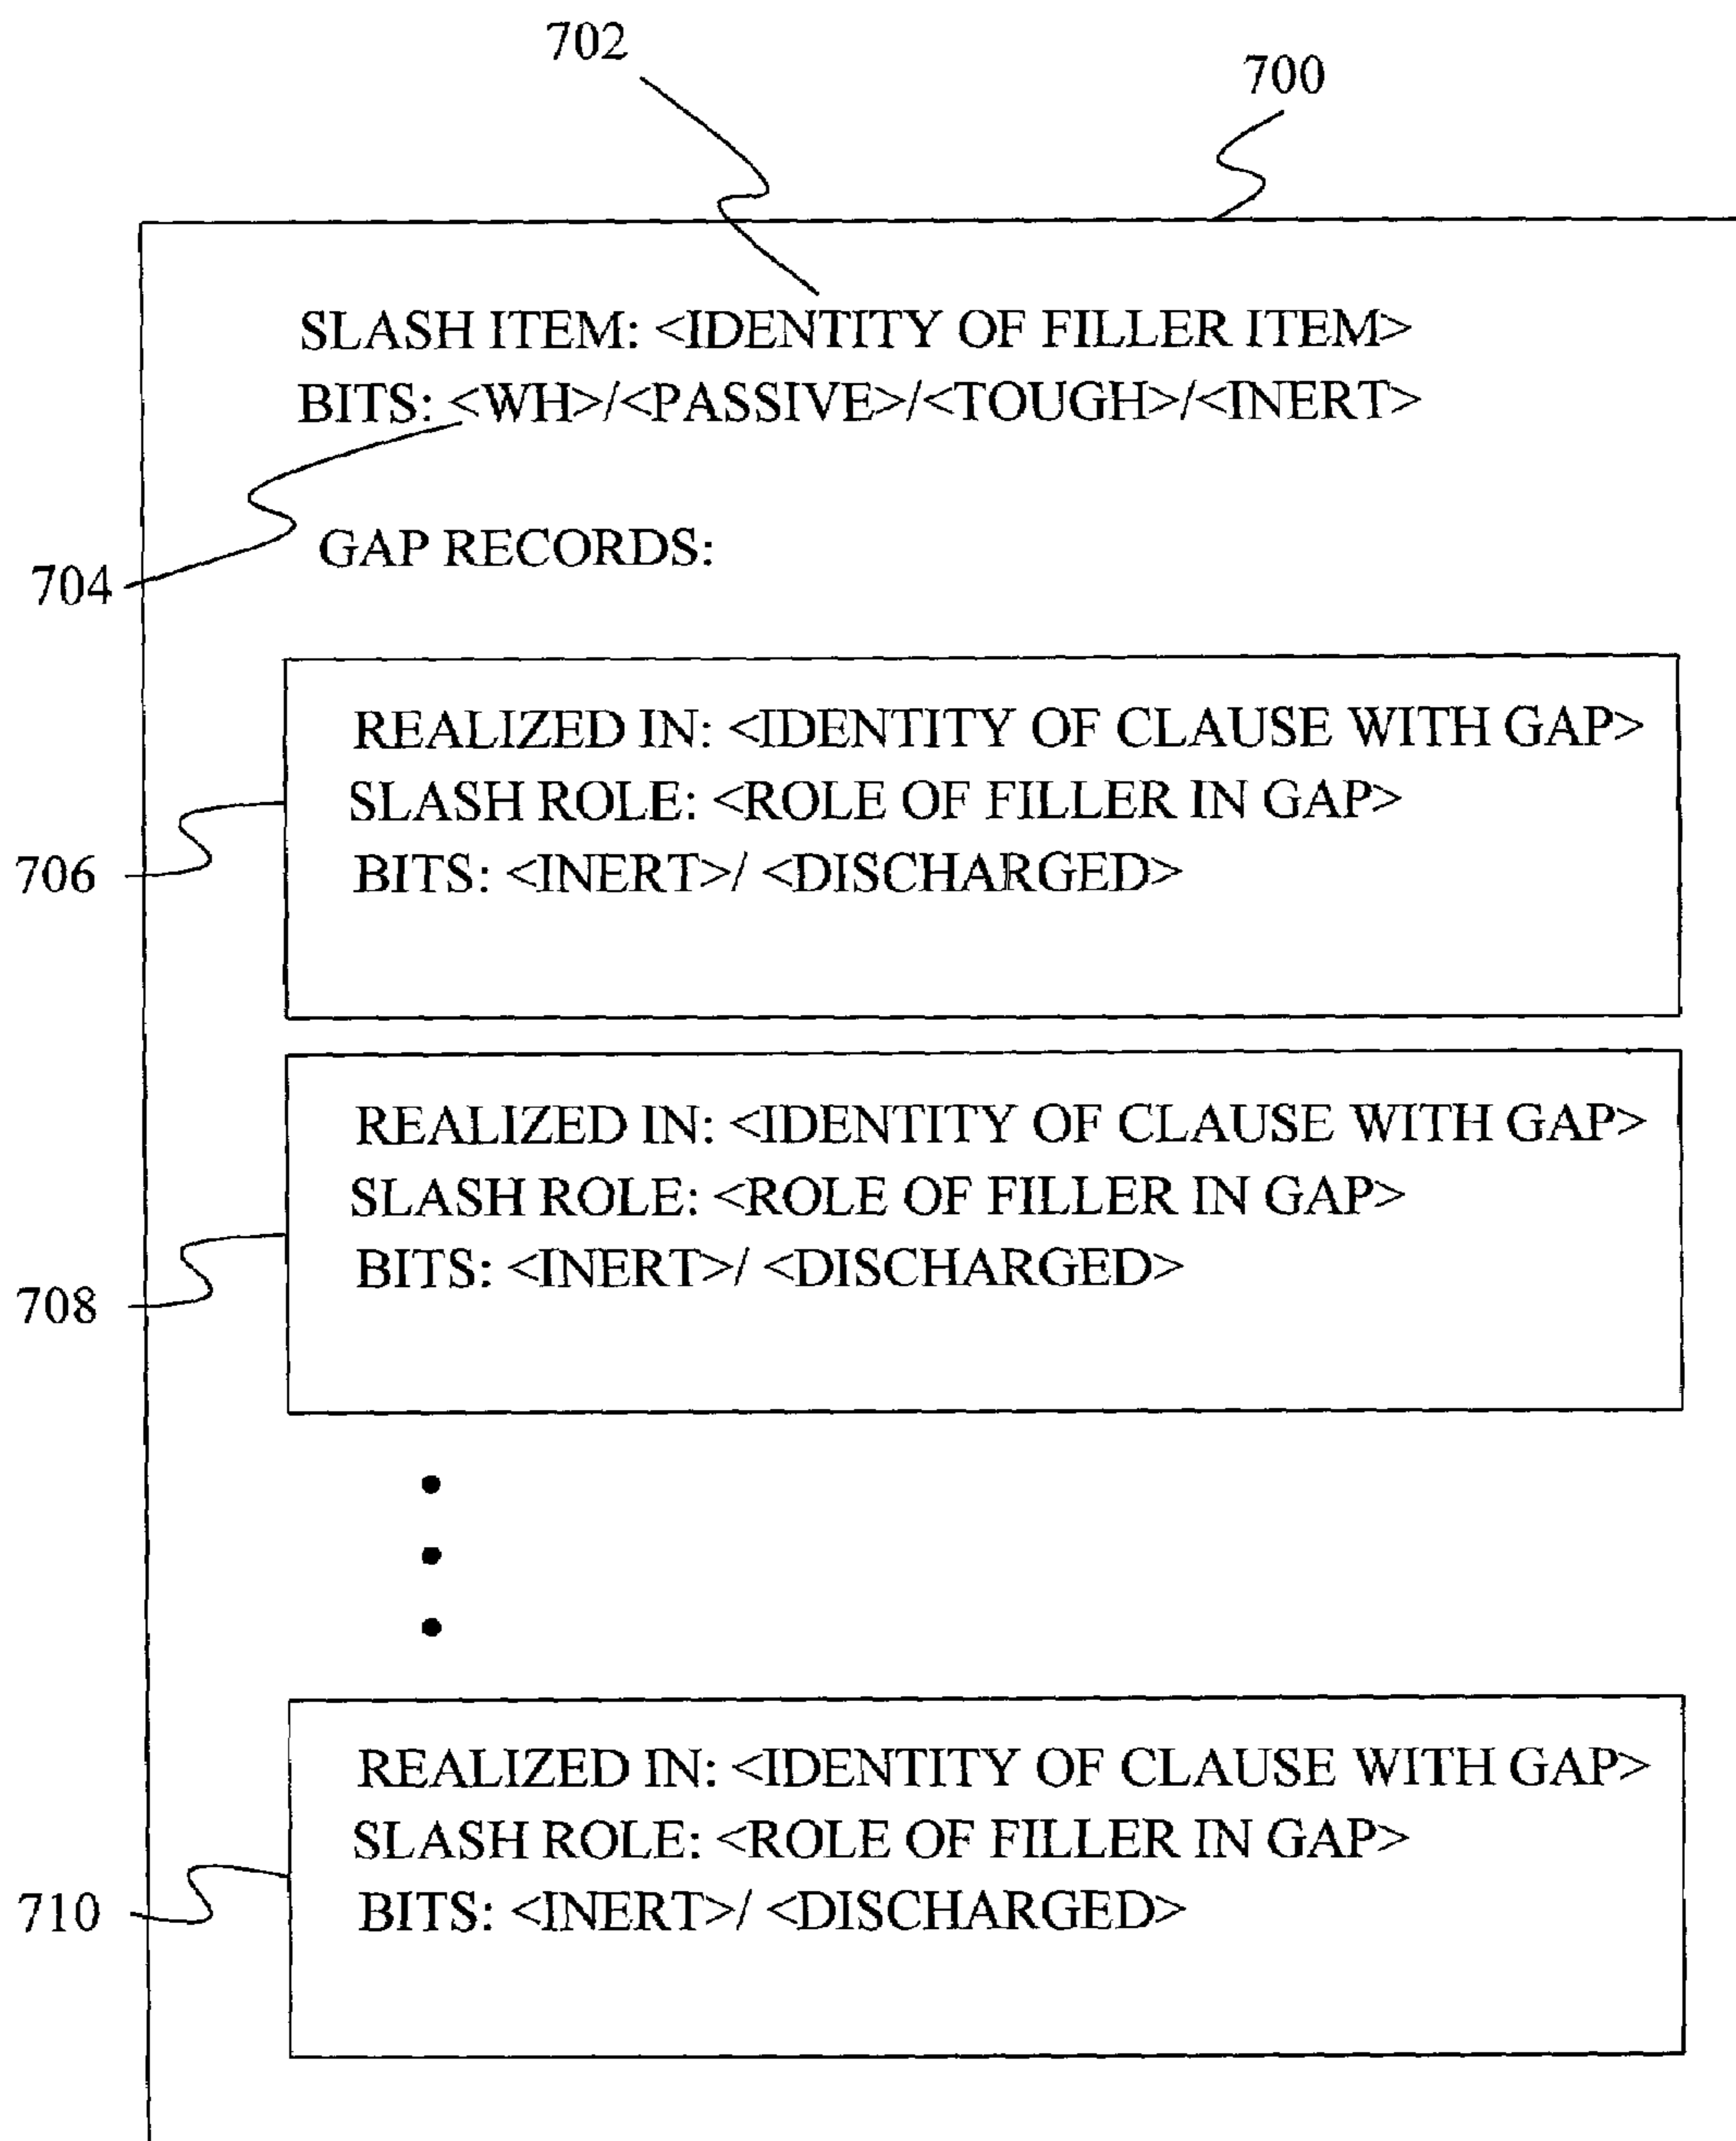 702
700
SLASH ITEM: <IDENTITY OF FILLER ITEM>
BITS: <WH>/<PASSIVE>/<TOUGH>/<INERT>
GAP RECORDS:
704
REALIZED IN: <IDENTITY OF CLAUSE WITH GAP>
SLASH ROLE: <ROLE OF FILLER IN GAP>
BITS: <INERT>/ <DISCHARGED>
706
REALIZED IN: <IDENTITY OF CLAUSE WITH GAP>
SLASH ROLE: <ROLE OF FILLER IN GAP>
BITS: <INERT>/ <DISCHARGED>
708
REALIZED IN: <IDENTITY OF CLAUSE WITH GAP>
SLASH ROLE: <ROLE OF FILLER IN GAP>
BITS: <INERT>/ <DISCHARGED>
710